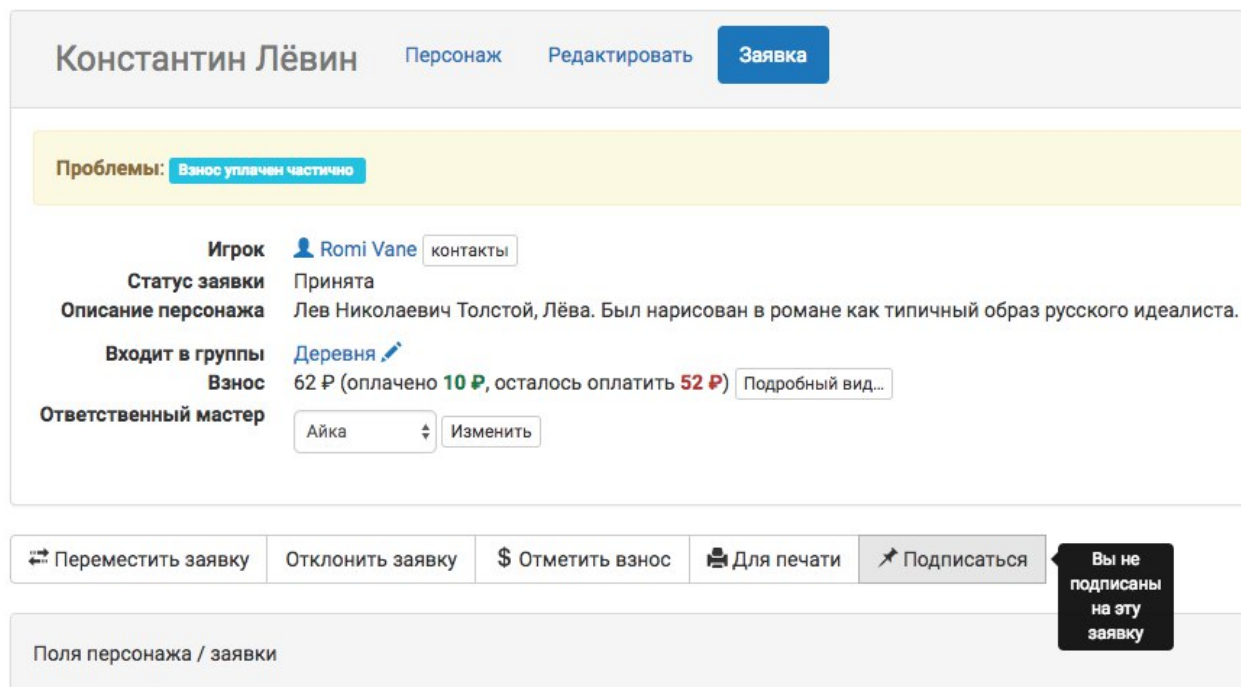 Константин Лёвин Персонаж Редактировать Заявка
Проблемы: Взнос уплачен частично
Игрок Romi Vane контакты
Статус заявки Принята
Описание персонажа Лев Николаевич Толстой, Лёва. Был нарисован в романе как типичный образ русского идеалиста.
Входит в группы Деревня
Взнос 62 ₽ (оплачено 10 ₽, осталось оплатить 52 ₽) Подробный вид...
Ответственный мастер Айка Изменить
Переместить заявку Отклонить заявку $ Отметить взнос Для печати Подписаться
Вы не
подписаны
на эту
заявку
Поля персонажа / заявки